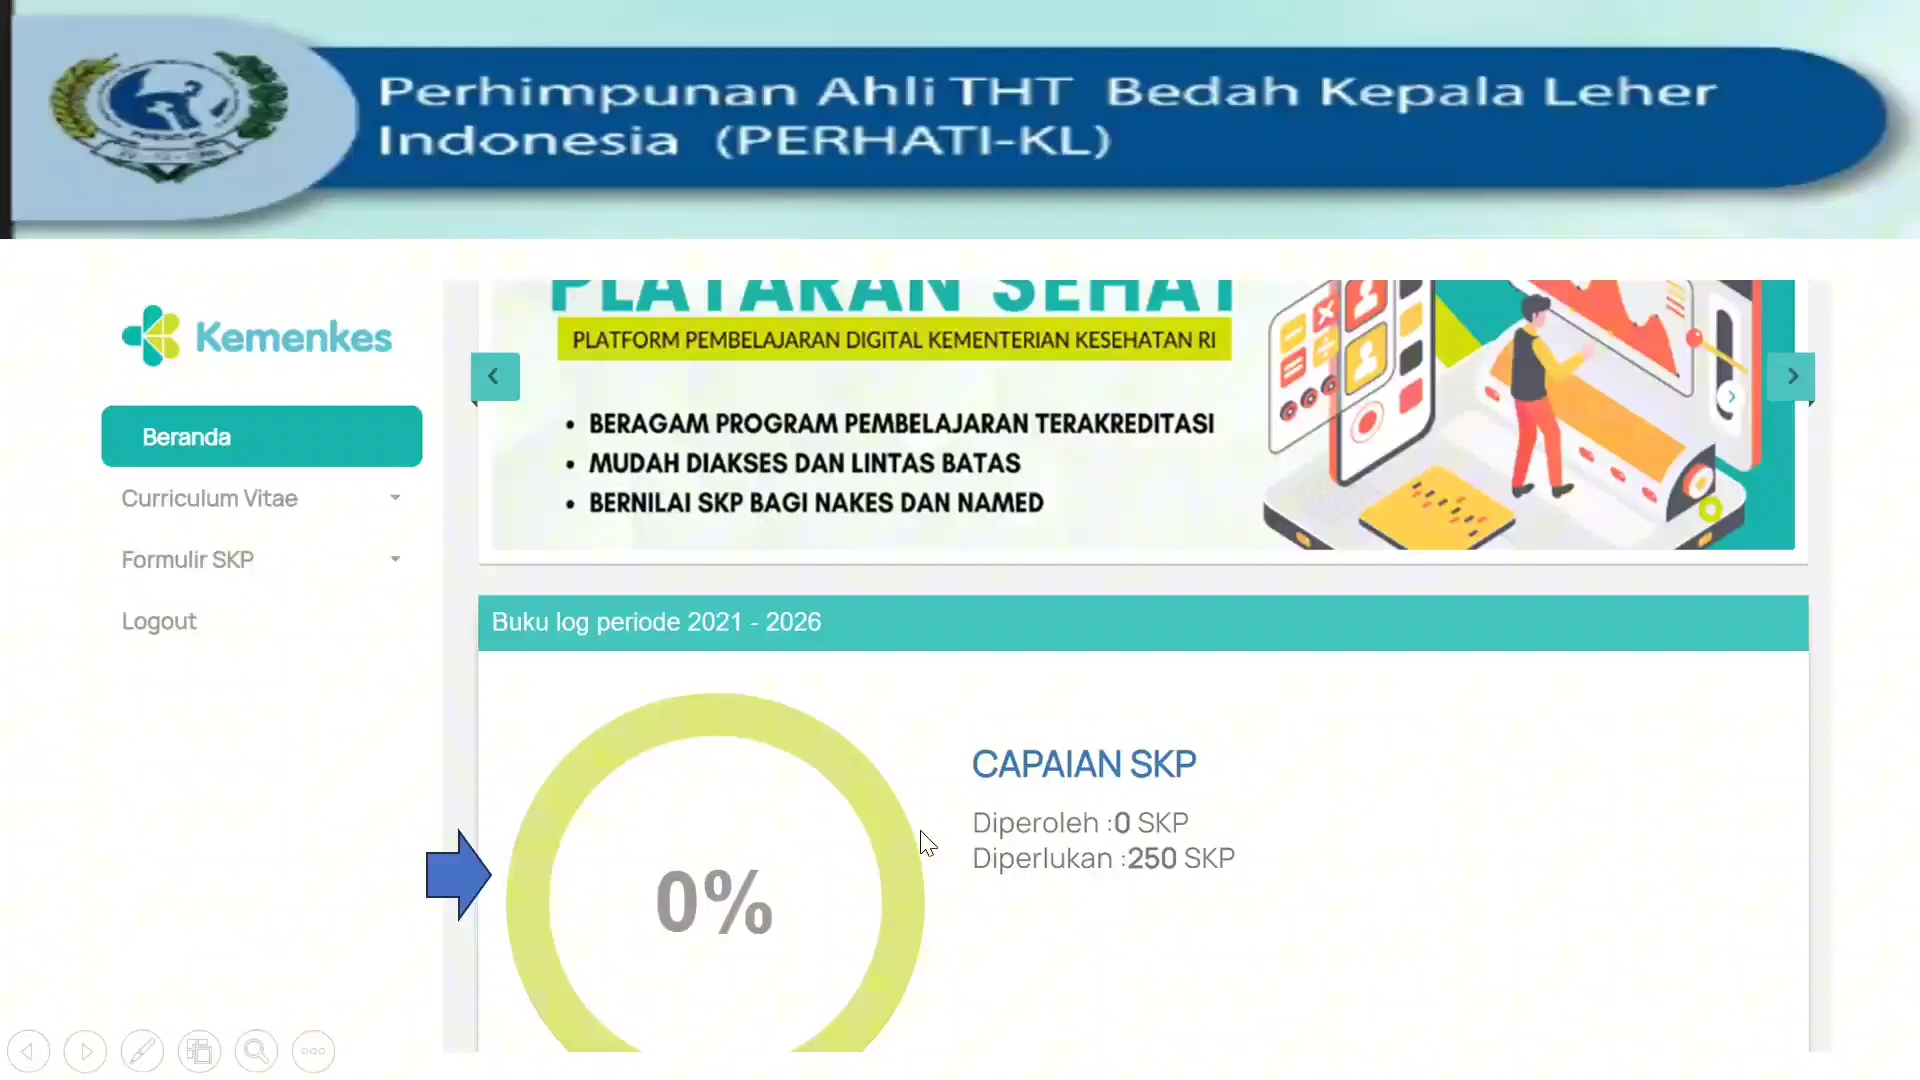 Perhimpunan Ahli THT Bedah Kepala Leher
Indonesia (PERHATI-KL)
Kemenkes
Beranda
Curriculum Vitae
Formulir SKP
Logout
PLATARAN SEHAT
PLATFORM PEMBELAJARAN DIGITAL KEMENTERIAN KESEHATAN RI
• BERAGAM PROGRAM PEMBELAJARAN TERAKREDITASI
• MUDAH DIAKSES DAN LINTAS BATAS
• BERNILAI SKP BAGI NAKES DAN NAMED
Buku log periode 2021 - 2026
0%
CAPAIAN SKP
Diperoleh :0 SKP
Diperlukan :250 SKP